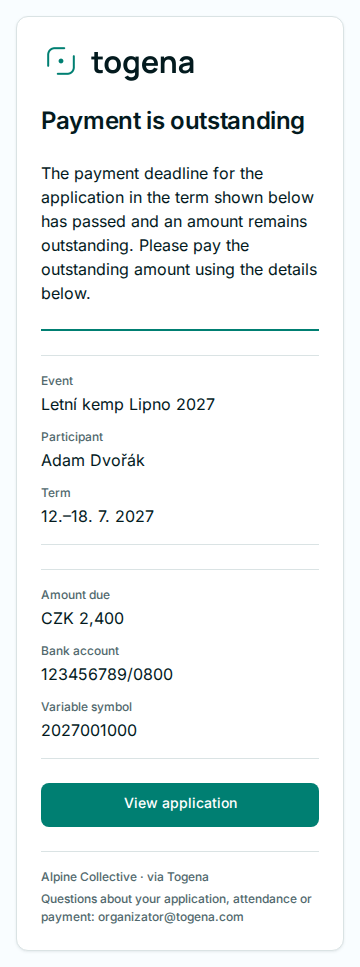 togena
Payment is outstanding
The payment deadline for the
application in the term shown below
has passed and an amount remains
outstanding. Please pay the
outstanding amount using the details
below.
Event
Letní kemp Lipno 2027
Participant
Adam Dvořák
Term
12.–18. 7. 2027
Amount due
CZK 2,400
Bank account
123456789/0800
Variable symbol
2027001000
View application
Alpine Collective · via Togena
Questions about your application, attendance or
payment: organizator@togena.com